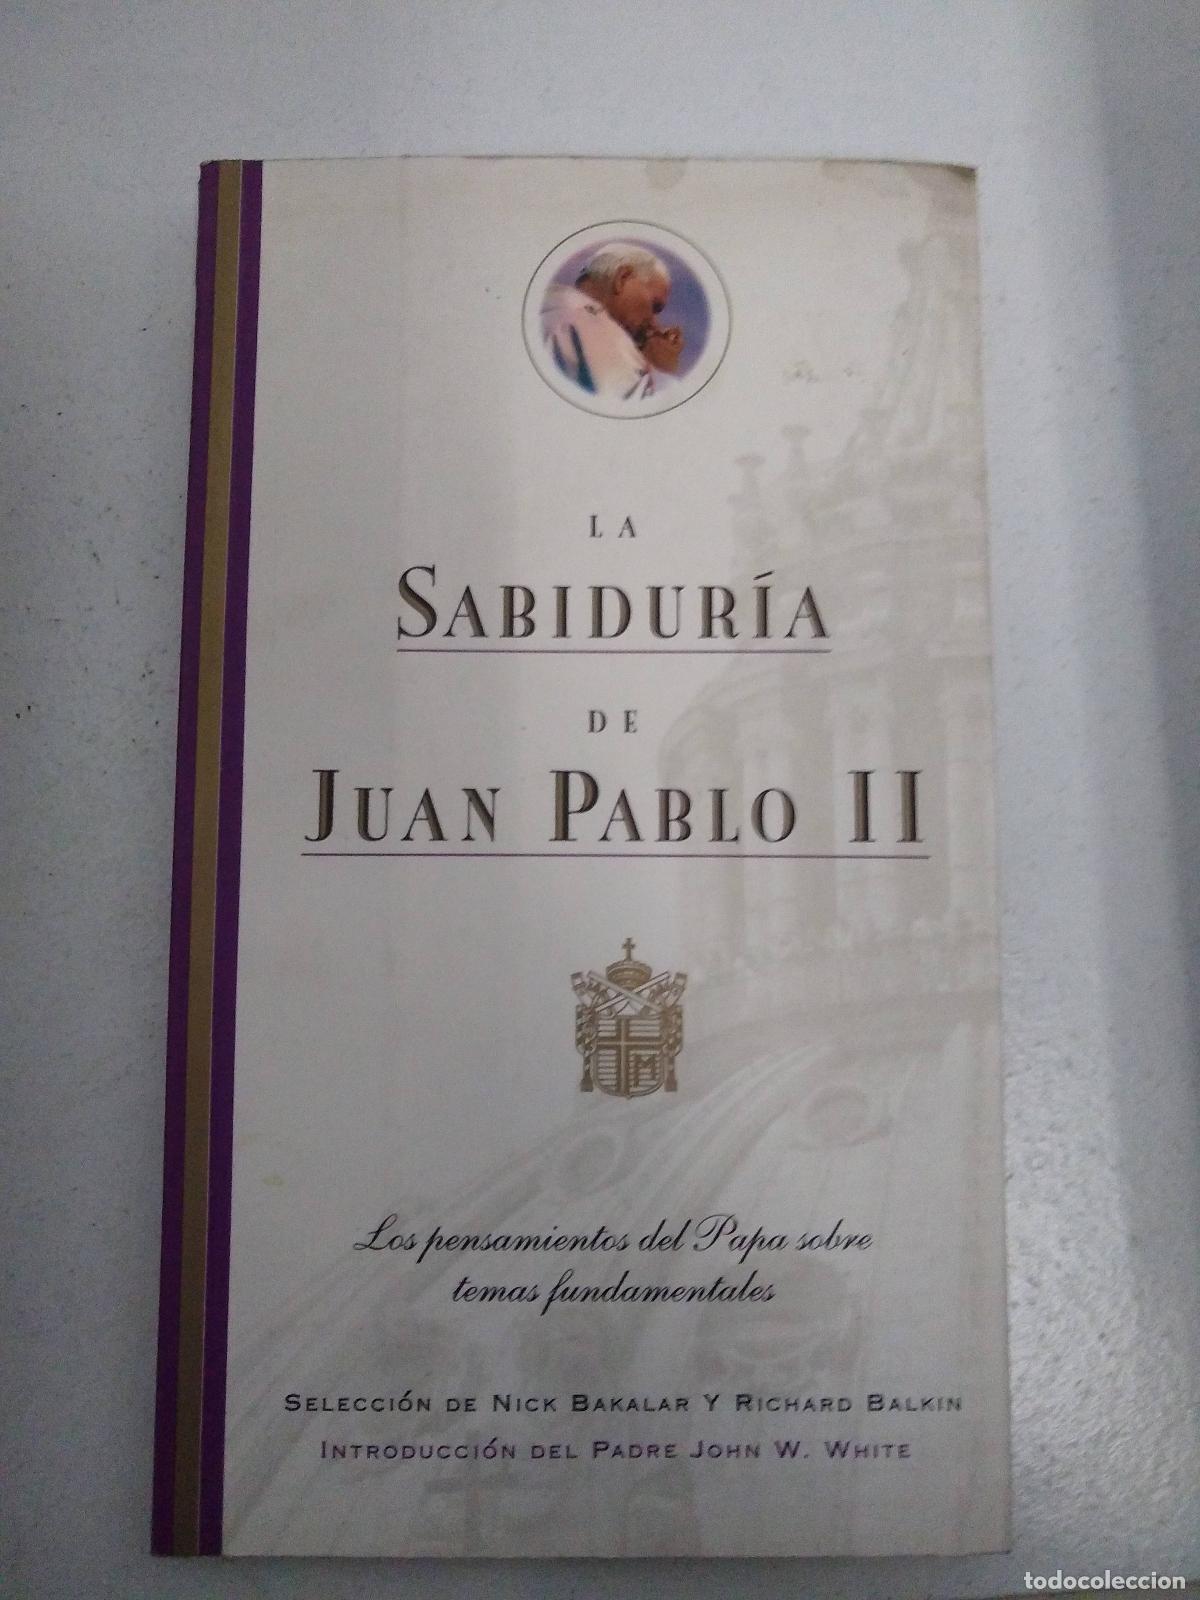 LA
SABIDURÍA
DE
JUAN PABLO II
M
Los pensamientos del Papa sobre
temas fundamentales
SELECCIÓN DE NICK BAKALAR Y RICHARD BALKIN
INTRODUCCIÓN DEL PADRE JOHN W. WHITE
todocoleccion